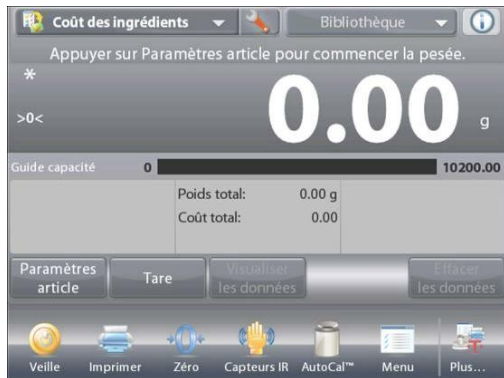 Coût des ingrédients
Bibliothèque
Appuyer sur Paramètres article pour commencer la pesée.
*
>0<
0.00 g
Guide capacité 0 10200.00
Poids total: 0.00 g
Coût total: 0.00
Paramètres article
Tare
Visualiser les données
Effacer les données
Veille
Imprimer
Zéro
Capteurs IR
AutoCal™
Menu
Plus...